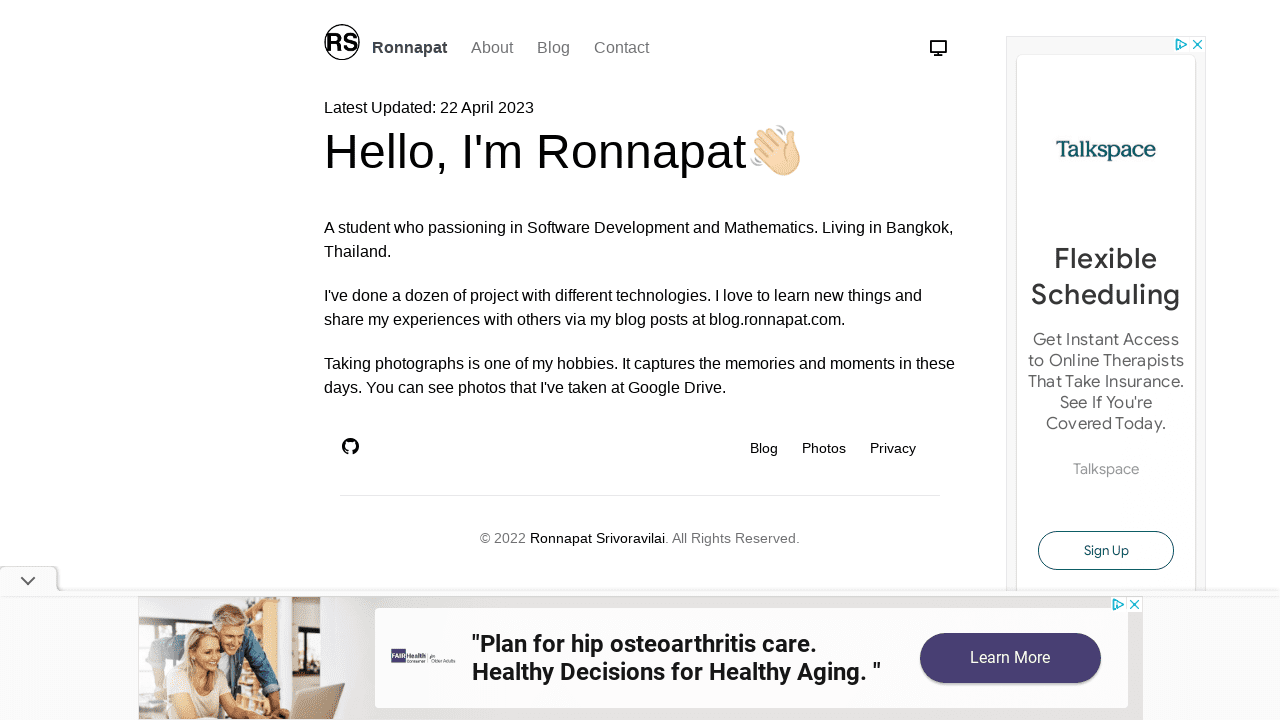 RS
Ronnapat About Blog Contact
Latest Updated: 22 April 2023
Hello, I'm Ronnapat👋🏼
A student who passioning in Software Development and Mathematics. Living in Bangkok,
Thailand.
I've done a dozen of project with different technologies. I love to learn new things and
share my experiences with others via my blog posts at blog.ronnapat.com.
Taking photographs is one of my hobbies. It captures the memories and moments in these
days. You can see photos that I've taken at Google Drive.
Blog Photos Privacy
© 2022 Ronnapat Srivoravilai. All Rights Reserved.
Talkspace
Flexible
Scheduling
Get Instant Access
to Online Therapists
That Take Insurance.
See If You're
Covered Today.
Talkspace
Sign Up
FAIRHealth
Consumer
for
Older Adults
"Plan for hip osteoarthritis care.
Healthy Decisions for Healthy Aging. "
Learn More